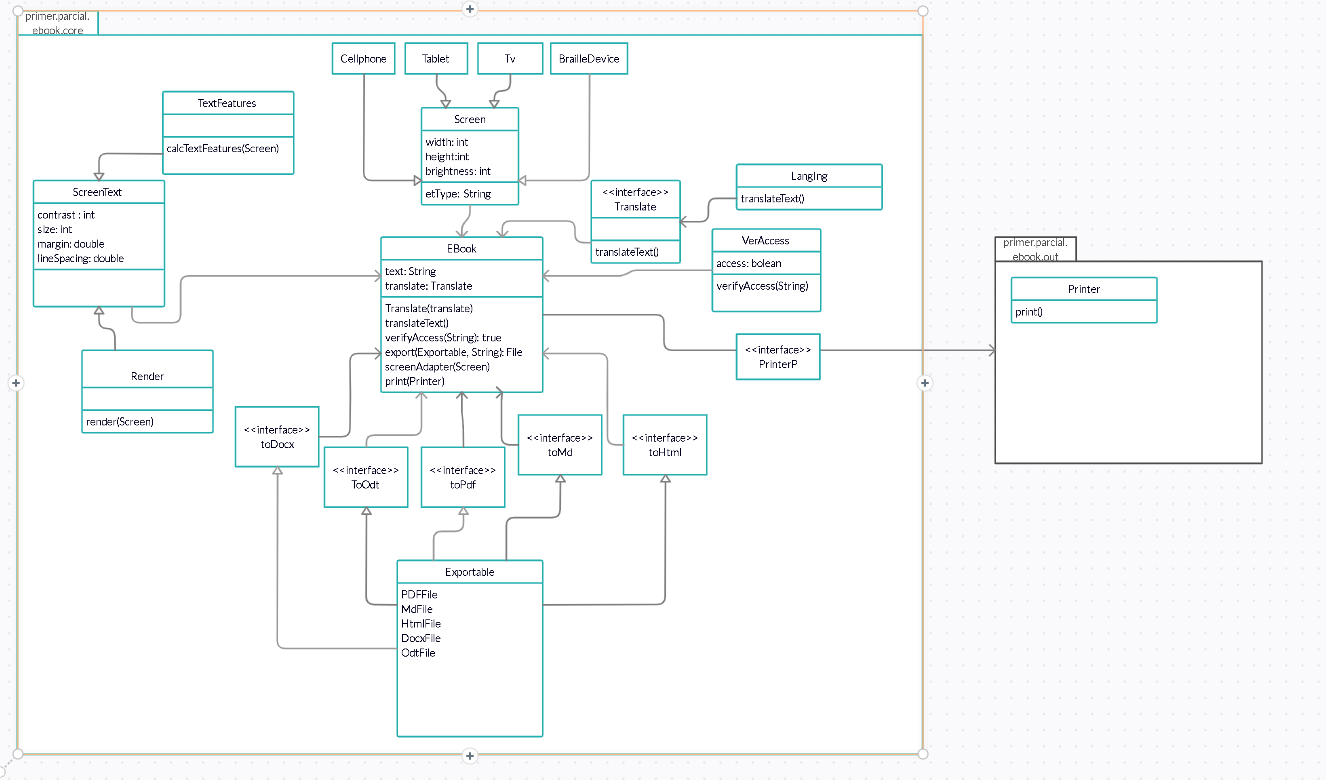 primer.parcial.
ebook.core
Cellphone
Tablet
Tv
BrailleDevice
TextFeatures
calcTextFeatures(Screen)
Screen
width: int
height:int
brightness: int
etType: String
ScreenText
contrast : int
size: int
margin: double
lineSpacing: double
<<interface>>
Translate
translateText()
LangIng
translateText()
VerAccess
access: bolean
verifyAccess(String)
EBook
text: String
translate: Translate
Translate(translate)
translateText()
verifyAccess(String): true
export(Exportable, String): File
screenAdapter(Screen)
print(Printer)
primer.parcial.
ebook.out
Printer
print()
<<interface>>
PrinterP
Render
render(Screen)
<<interface>>
toDocx
<<interface>>
ToOdt
<<interface>>
toPdf
<<interface>>
toMd
<<interface>>
toHtml
Exportable
PDFFile
MdFile
HtmlFile
DocxFile
OdtFile